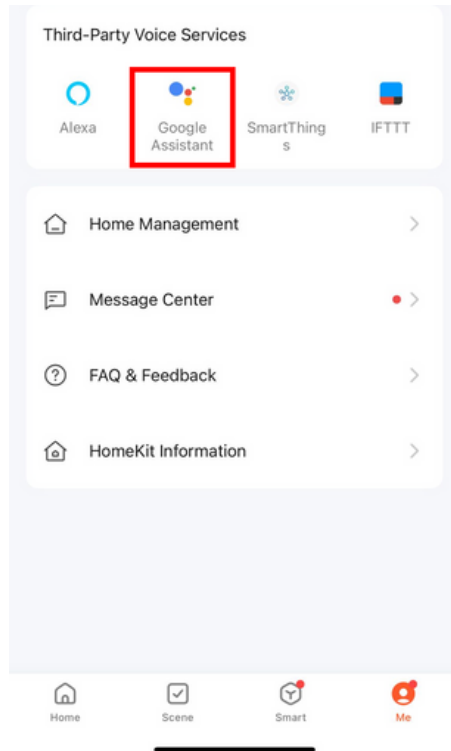 Third-Party Voice Services
Alexa
Google
Assistant
SmartThing
s
IFTTT
Home Management
Message Center
FAQ & Feedback
HomeKit Information
Home
Scene
Smart
Me